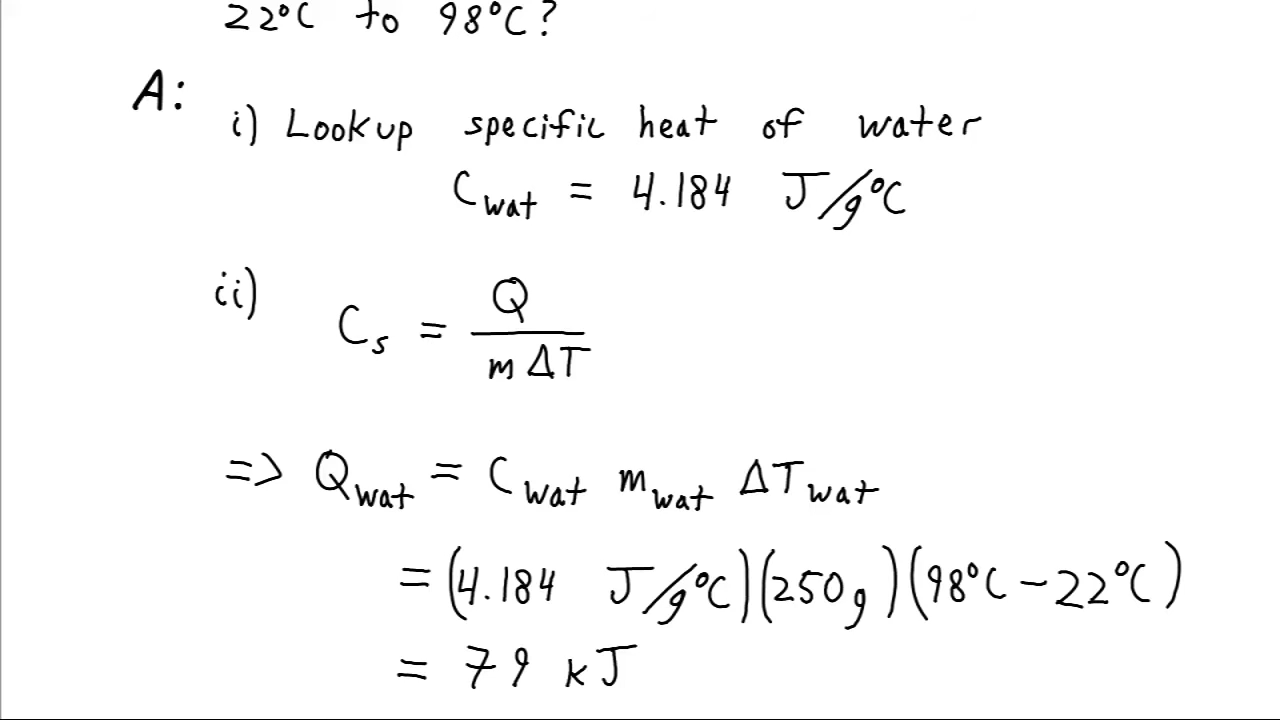 22°C to 98°C?
A:
i) Lookup specific heat of water
C_wat = 4.184 J/g°C
ii) C_s = Q / mΔT
=> Q_wat = C_wat m_wat ΔT_wat
= (4.184 J/g°C)(250g)(98°C − 22°C)
= 79 kJ